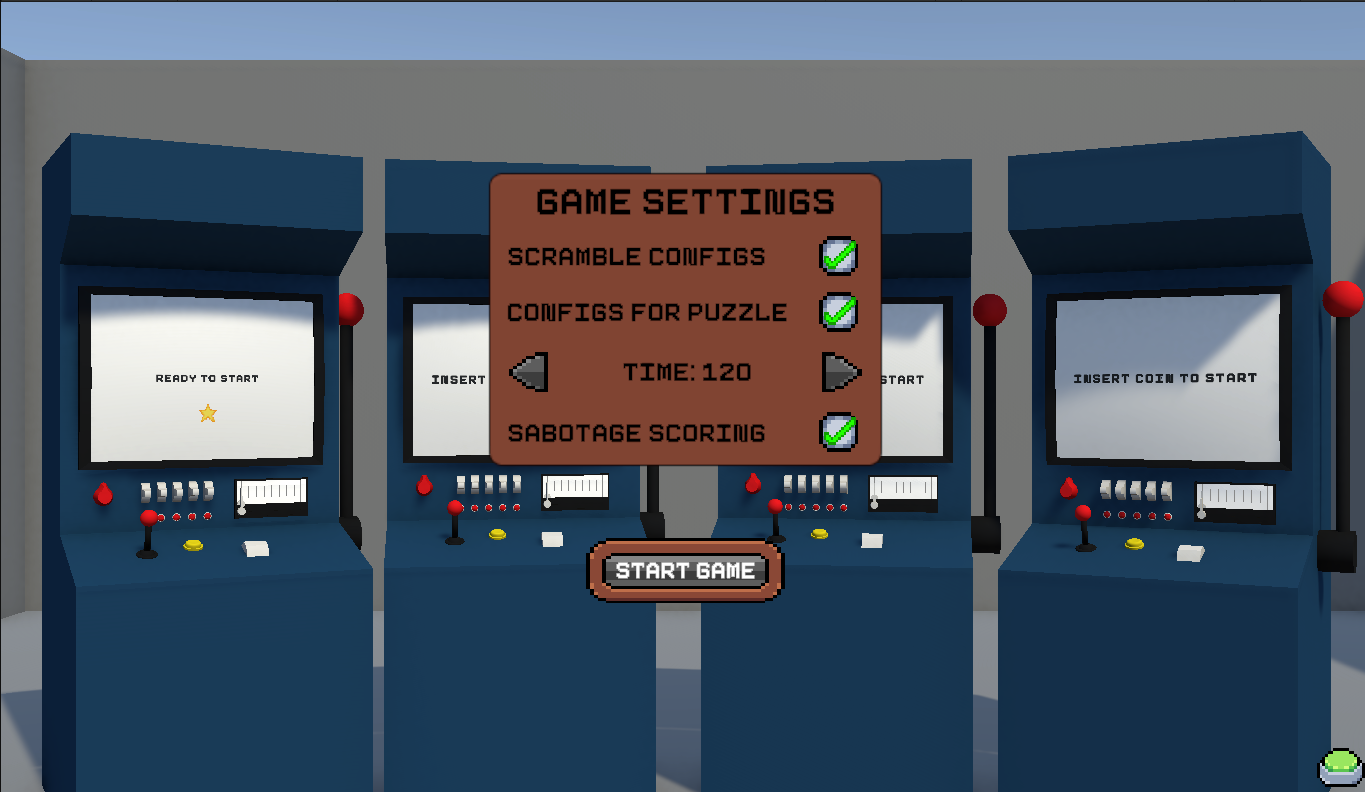 GAME SETTINGS
SCRAMBLE CONFIGS
CONFIGS FOR PUZZLE
TIME: 120
SABOTAGE SCORING
READY TO START
INSERT
START
INSERT COIN TO START
START GAME